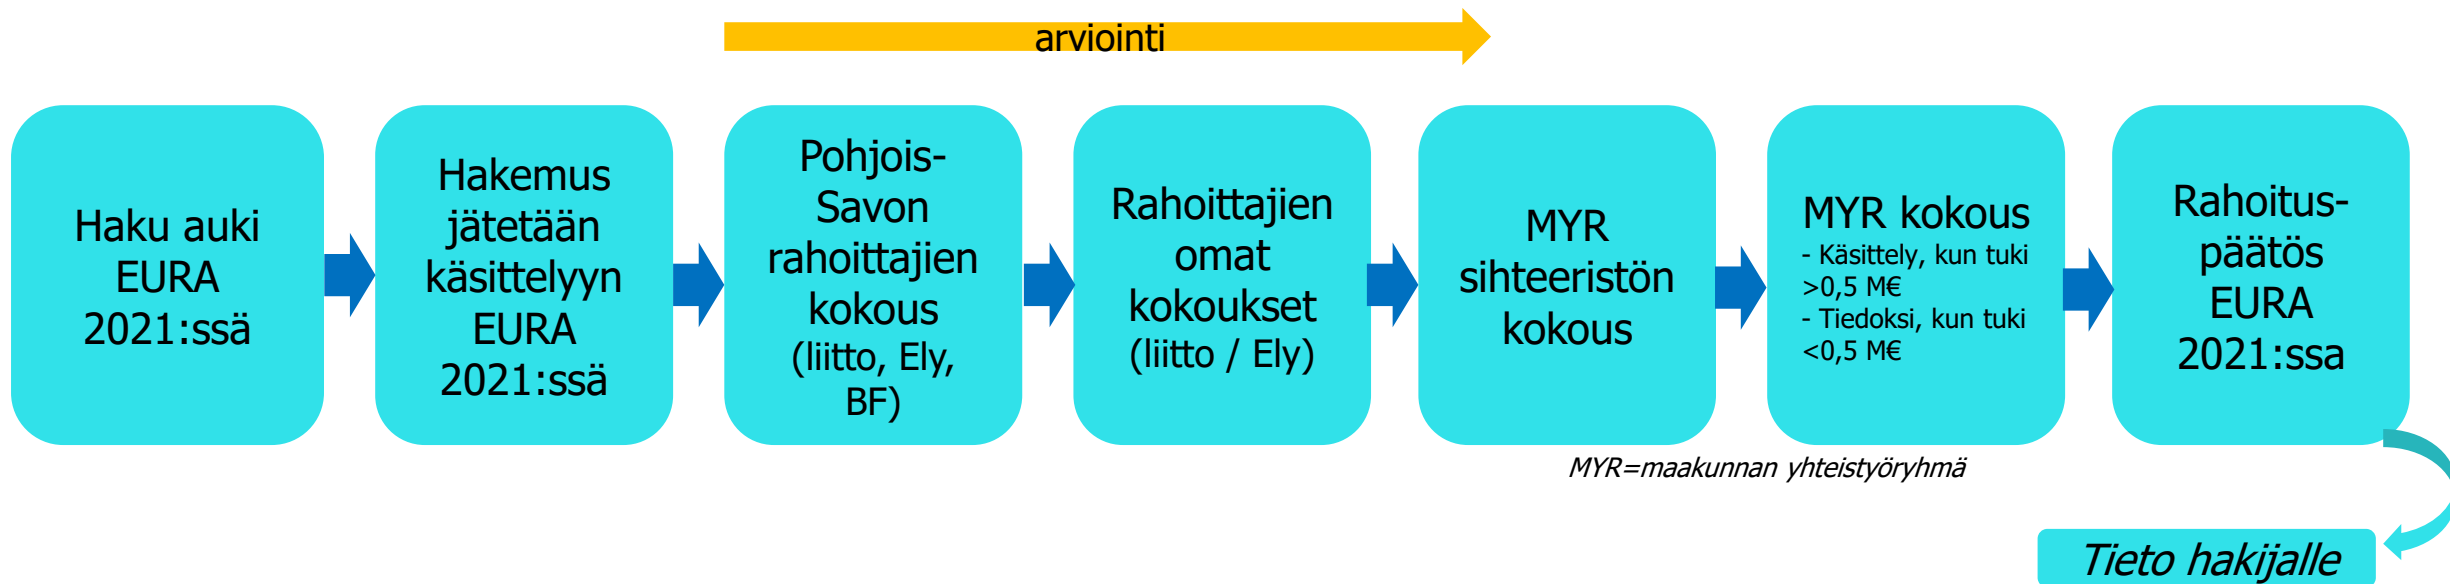 arviointi
Haku auki
EURA
2021:ssä
Hakemus
jätetään
käsittelyyn
EURA
2021:ssä
Pohjois-
Savon
rahoittajien
kokous
(liitto, Ely,
BF)
Rahoittajien
omat
kokoukset
(liitto / Ely)
MYR
sihteeristön
kokous
MYR kokous
- Käsittely, kun tuki
>0,5 M€
- Tiedoksi, kun tuki
<0,5 M€
Rahoitus-
päätös
EURA
2021:ssa
MYR=maakunnan yhteistyöryhmä
Tieto hakijalle